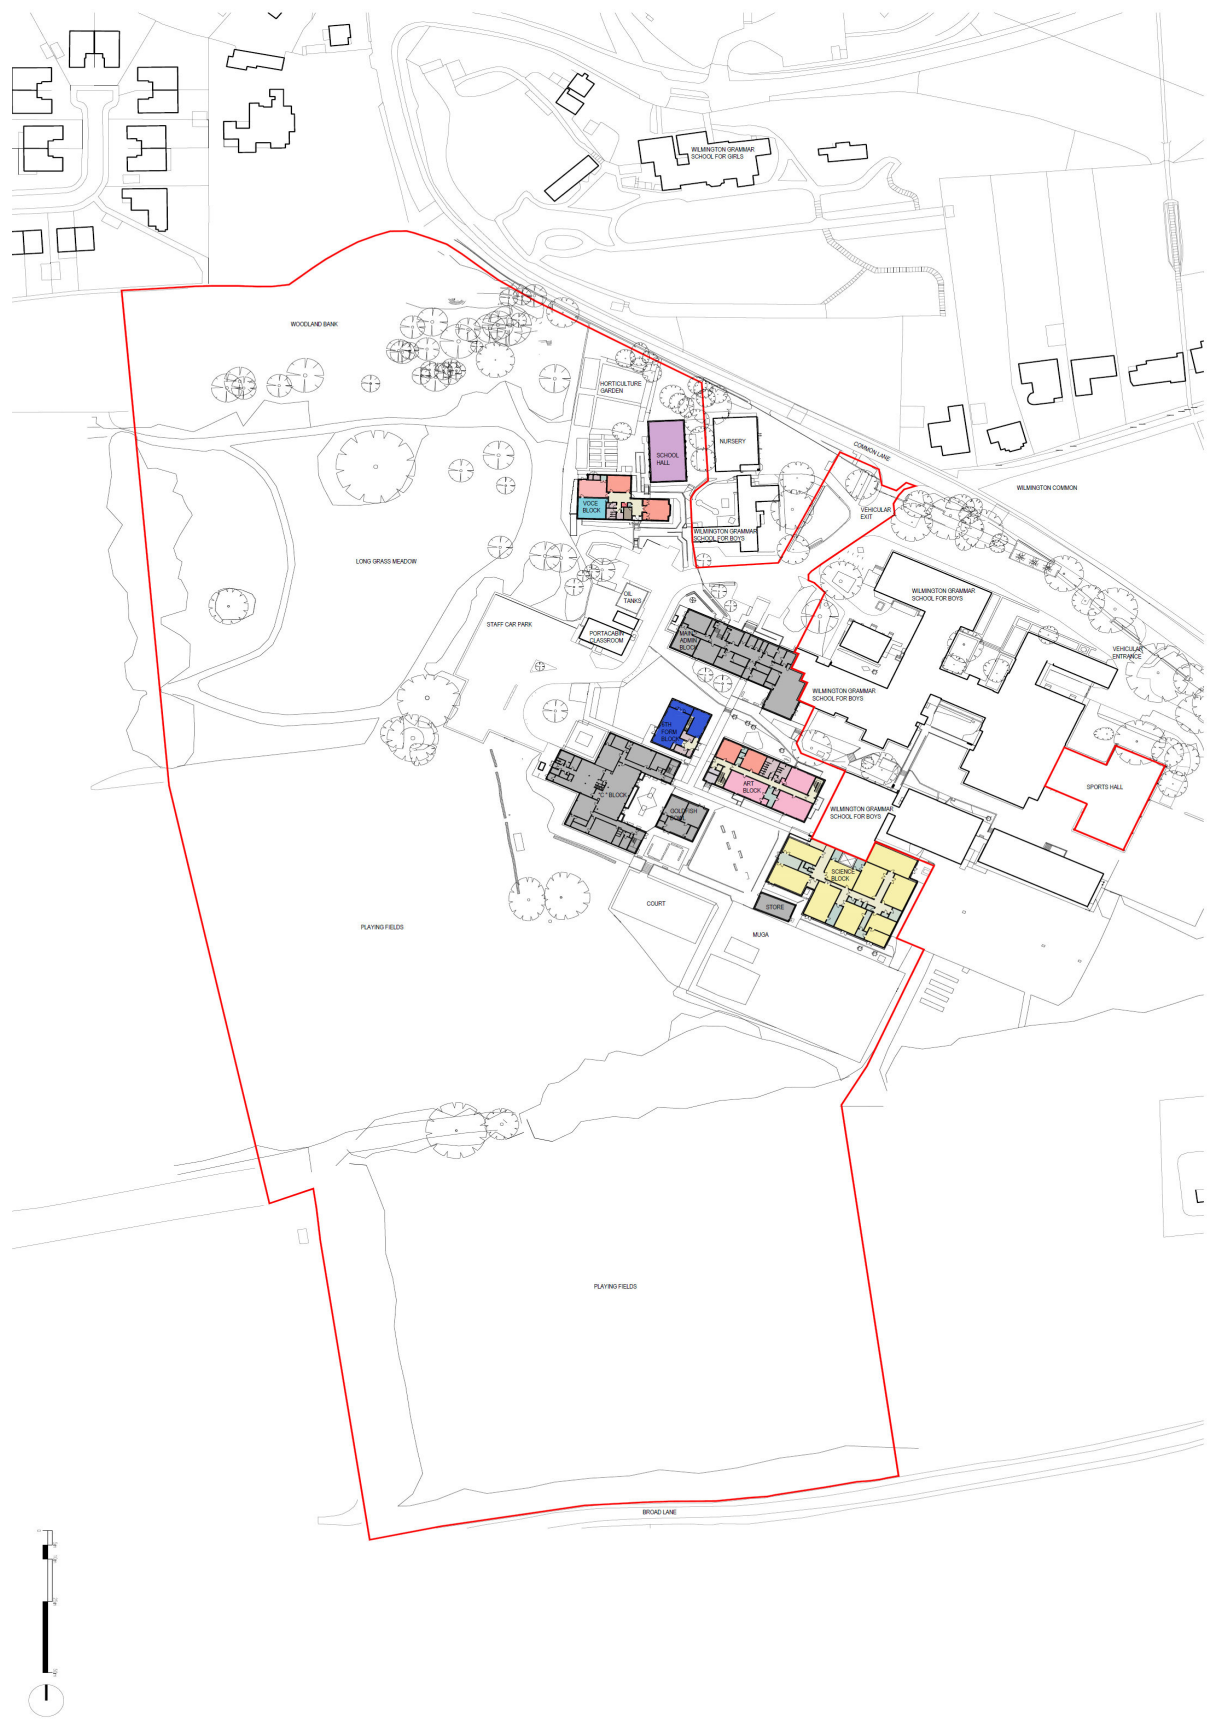 WILMINGTON GRAMMAR
SCHOOL FOR GIRLS
WOODLAND BANK
HORTICULTURE
GARDEN
NURSERY
COMMON LANE
SCHOOL
HALL
WILMINGTON COMMON
VOCE
BLOCK
VEHICULAR
EXIT
WILMINGTON GRAMMAR
SCHOOL FOR BOYS
LONG GRASS MEADOW
WILMINGTON GRAMMAR
SCHOOL FOR BOYS
OIL
TANKS
STAFF CAR PARK
PORTACABIN
CLASSROOM
MAIN
ADMIN
BLOCK
VEHICULAR
ENTRANCE
WILMINGTON GRAMMAR
SCHOOL FOR BOYS
6TH
FORM
BLOCK
ART
BLOCK
SPORTS HALL
"C" BLOCK
GOLDFISH
BOWL
WILMINGTON GRAMMAR
SCHOOL FOR BOYS
SCIENCE
BLOCK
COURT
STORE
PLAYING FIELDS
MUGA
PLAYING FIELDS
BROAD LANE